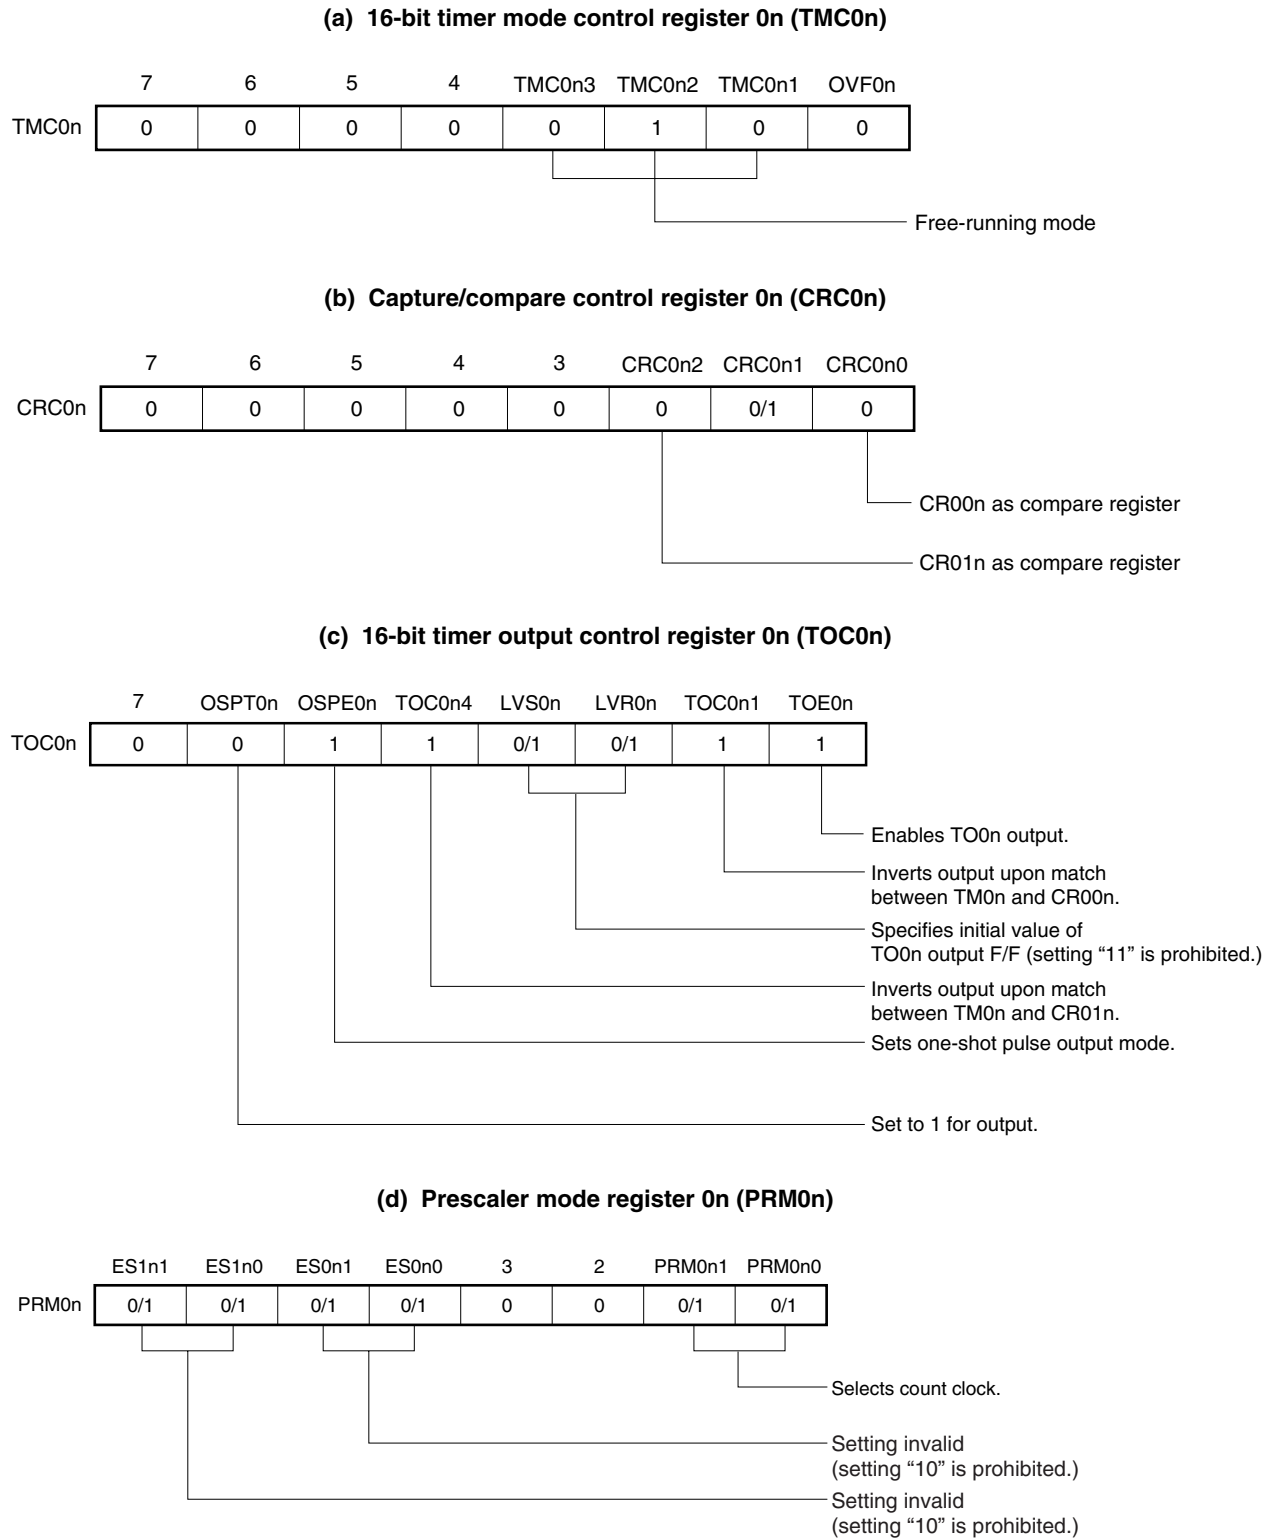 (a) 16-bit timer mode control register 0n (TMC0n)
7 6 5 4 TMC0n3 TMC0n2 TMC0n1 OVF0n
TMC0n 0 0 0 0 0 1 0 0
Free-running mode
(b) Capture/compare control register 0n (CRC0n)
7 6 5 4 3 CRC0n2 CRC0n1 CRC0n0
CRC0n 0 0 0 0 0 0 0/1 0
CR00n as compare register
CR01n as compare register
(c) 16-bit timer output control register 0n (TOC0n)
7 OSPT0n OSPE0n TOC0n4 LVS0n LVR0n TOC0n1 TOE0n
TOC0n 0 0 1 1 0/1 0/1 1 1
Enables TO0n output.
Inverts output upon match
between TM0n and CR00n.
Specifies initial value of
TO0n output F/F (setting “11” is prohibited.)
Inverts output upon match
between TM0n and CR01n.
Sets one-shot pulse output mode.
Set to 1 for output.
(d) Prescaler mode register 0n (PRM0n)
ES1n1 ES1n0 ES0n1 ES0n0 3 2 PRM0n1 PRM0n0
PRM0n 0/1 0/1 0/1 0/1 0 0 0/1 0/1
Selects count clock.
Setting invalid
(setting “10” is prohibited.)
Setting invalid
(setting “10” is prohibited.)